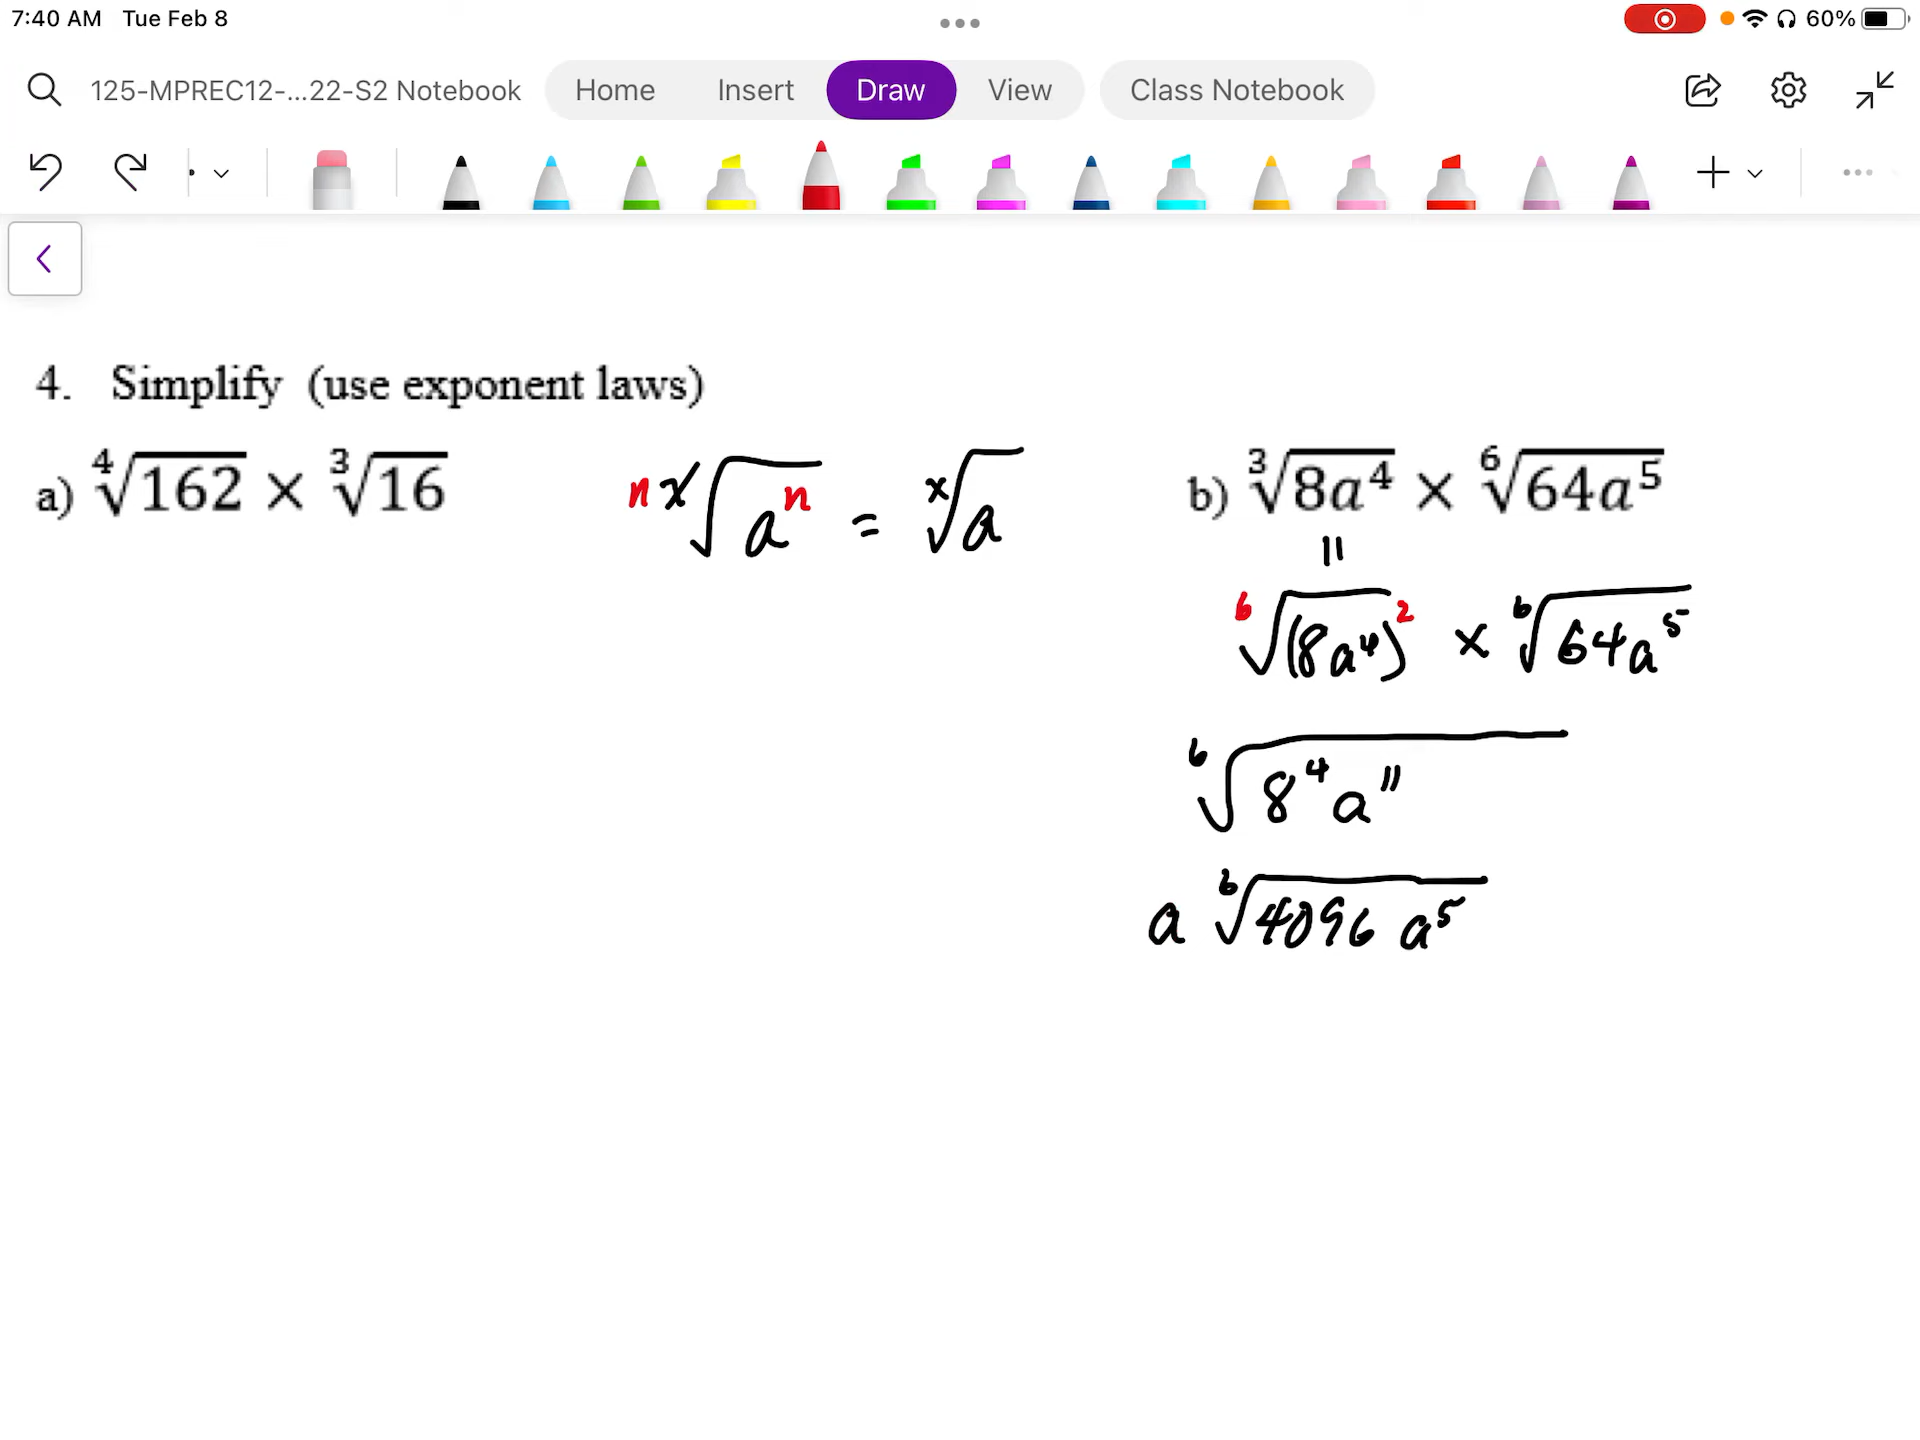 7:40 AM Tue Feb 8
60%
125-MPREC12-...22-S2 Notebook Home Insert Draw View Class Notebook
4. Simplify (use exponent laws)
a) ⁴√162 × ³√16
ⁿˣ√aⁿ = ˣ√a
b) ³√8a⁴ × ⁶√64a⁵
=
⁶√(8a⁴)² × ⁶√64a⁵
⁶√8⁴a¹¹
a ⁶√4096 a⁵